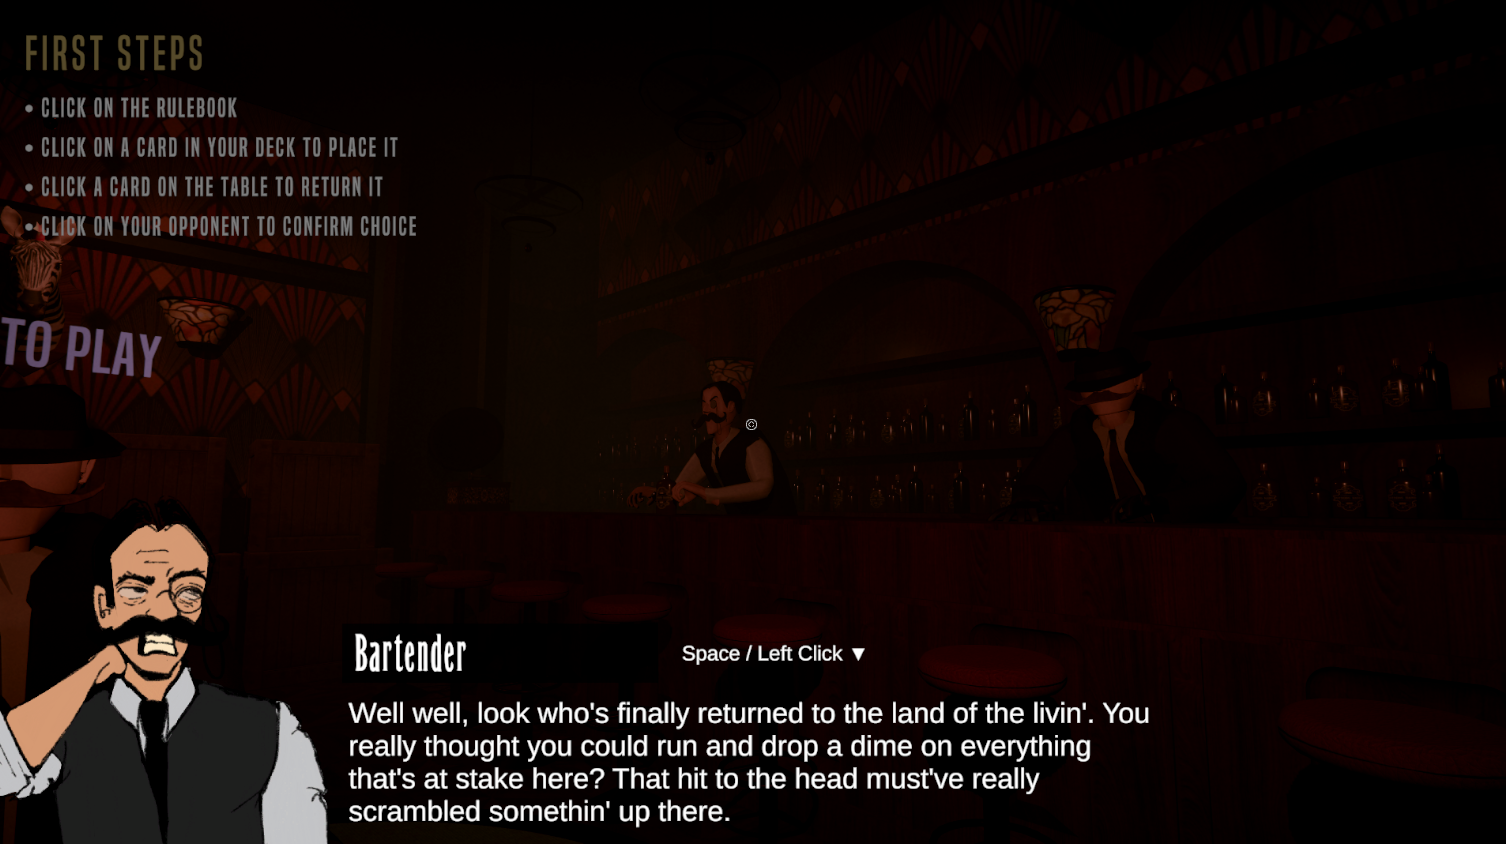 FIRST STEPS
• CLICK ON THE RULEBOOK
• CLICK ON A CARD IN YOUR DECK TO PLACE IT
• CLICK A CARD ON THE TABLE TO RETURN IT
• CLICK ON YOUR OPPONENT TO CONFIRM CHOICE
TO PLAY
©
Bartender
Space / Left Click ▼
Well well, look who's finally returned to the land of the livin'. You
really thought you could run and drop a dime on everything
that's at stake here? That hit to the head must've really
scrambled somethin' up there.